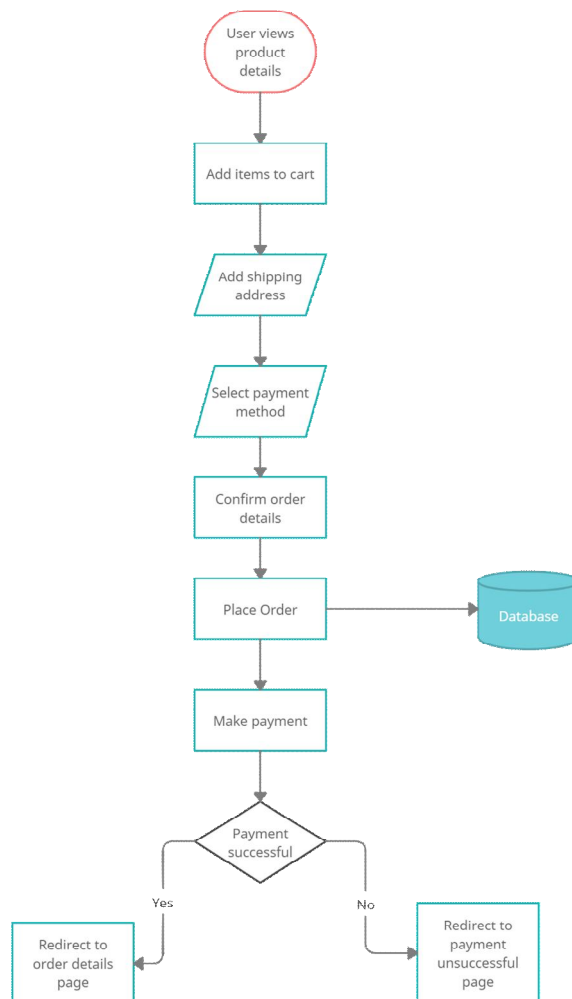 User views
product
details
Add items to cart
Add shipping
address
Select payment
method
Confirm order
details
Place Order
Database
Make payment
Payment
successful
Yes
No
Redirect to
order details
page
Redirect to
payment
unsuccessful
page